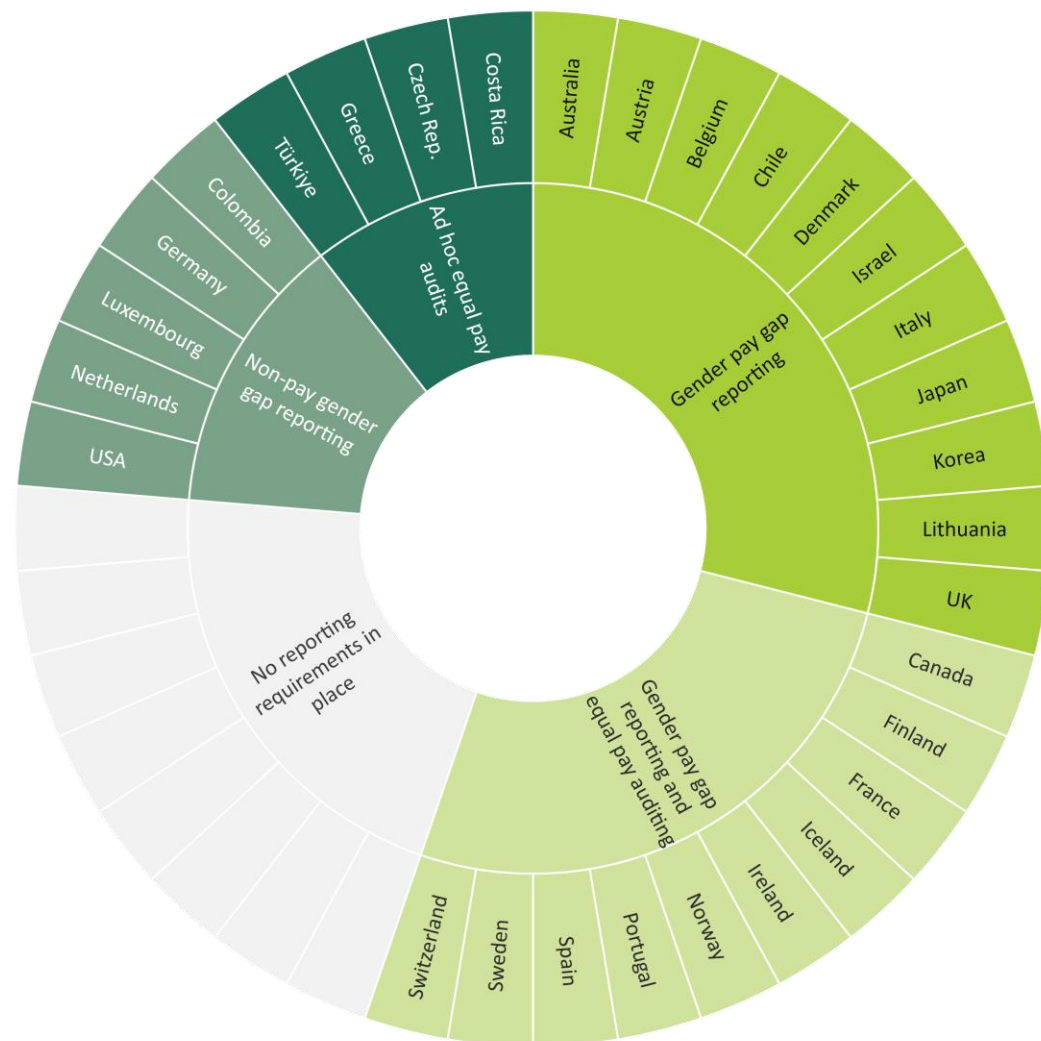 Australia
Austria
Belgium
Chile
Denmark
Israel
Italy
Japan
Korea
Lithuania
UK
Gender pay gap
reporting
Canada
Finland
France
Iceland
Ireland
Norway
Portugal
Spain
Sweden
Switzerland
Gender pay gap
reporting and
equal pay auditing
No reporting
requirements in
place
USA
Netherlands
Luxembourg
Germany
Colombia
Non-pay gender
gap reporting
Türkiye
Greece
Czech Rep.
Costa Rica
Ad hoc equal pay
audits